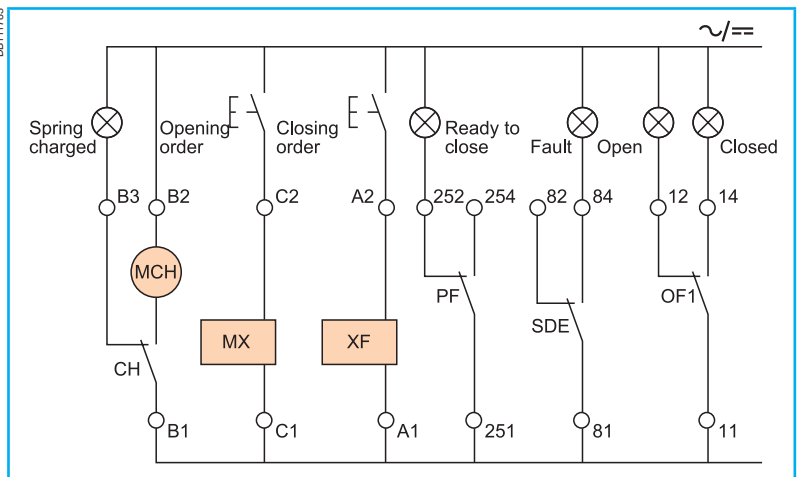 ∼/⎓
Spring charged
Opening order
Closing order
Ready to close
Fault
Open
Closed
B3
B2
C2
A2
252
254
82
84
12
14
MCH
PF
OF1
SDE
MX
XF
CH
B1
C1
A1
251
81
11